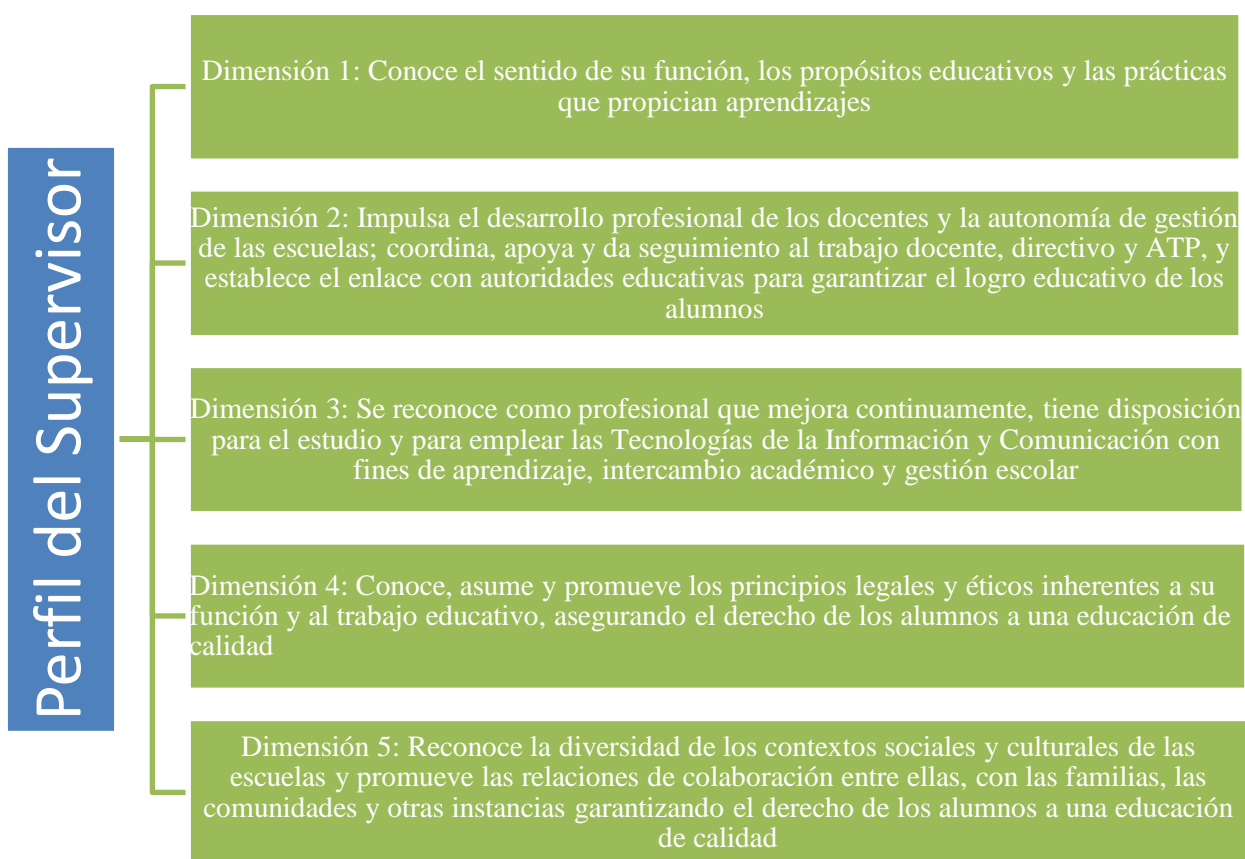 Perfil del Supervisor
Dimensión 1: Conoce el sentido de su función, los propósitos educativos y las prácticas
que propician aprendizajes
Dimensión 2: Impulsa el desarrollo profesional de los docentes y la autonomía de gestión
de las escuelas; coordina, apoya y da seguimiento al trabajo docente, directivo y ATP, y
establece el enlace con autoridades educativas para garantizar el logro educativo de los
alumnos
Dimensión 3: Se reconoce como profesional que mejora continuamente, tiene disposición
para el estudio y para emplear las Tecnologías de la Información y Comunicación con
fines de aprendizaje, intercambio académico y gestión escolar
Dimensión 4: Conoce, asume y promueve los principios legales y éticos inherentes a su
función y al trabajo educativo, asegurando el derecho de los alumnos a una educación de
calidad
Dimensión 5: Reconoce la diversidad de los contextos sociales y culturales de las
escuelas y promueve las relaciones de colaboración entre ellas, con las familias, las
comunidades y otras instancias garantizando el derecho de los alumnos a una educación
de calidad